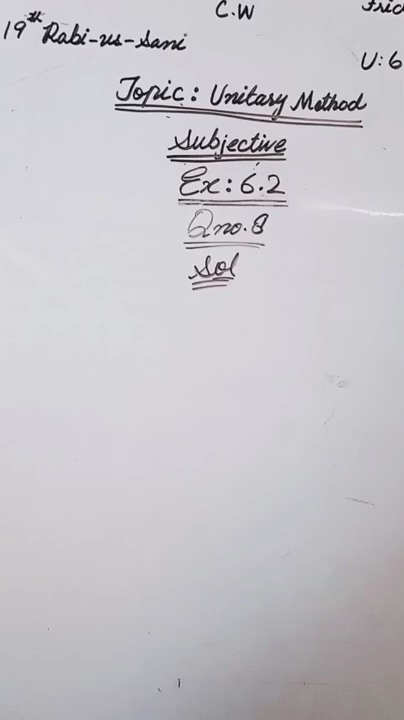 C.W
19th Rabi-us-Sani
U:6
Topic: Unitary Method
Subjective
Ex: 6.2
Q no. 8
Sol